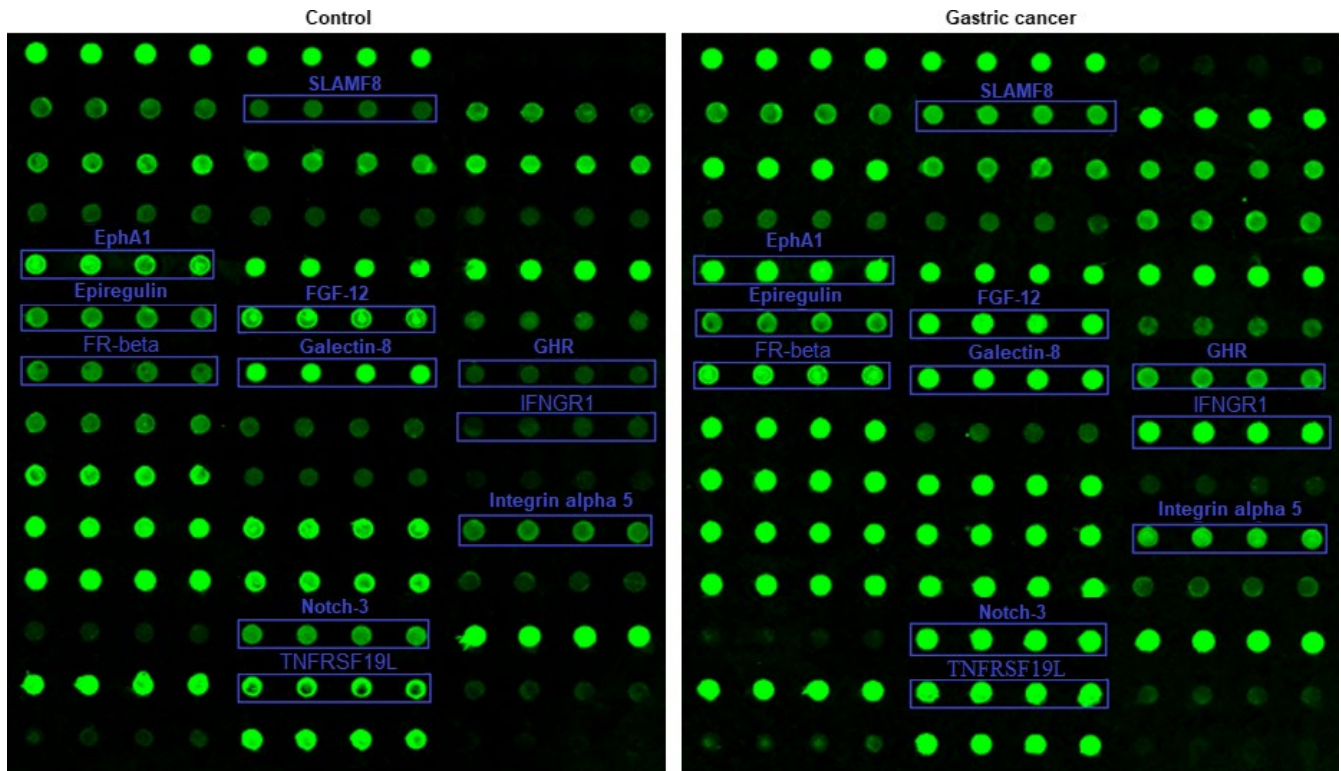 Control
Gastric cancer
SLAMF8
EphA1
Epiregulin
FGF-12
FR-beta
Galectin-8
GHR
IFNGR1
Integrin alpha 5
Notch-3
TNFRSF19L
SLAMF8
EphA1
Epiregulin
FGF-12
FR-beta
Galectin-8
GHR
IFNGR1
Integrin alpha 5
Notch-3
TNFRSF19L